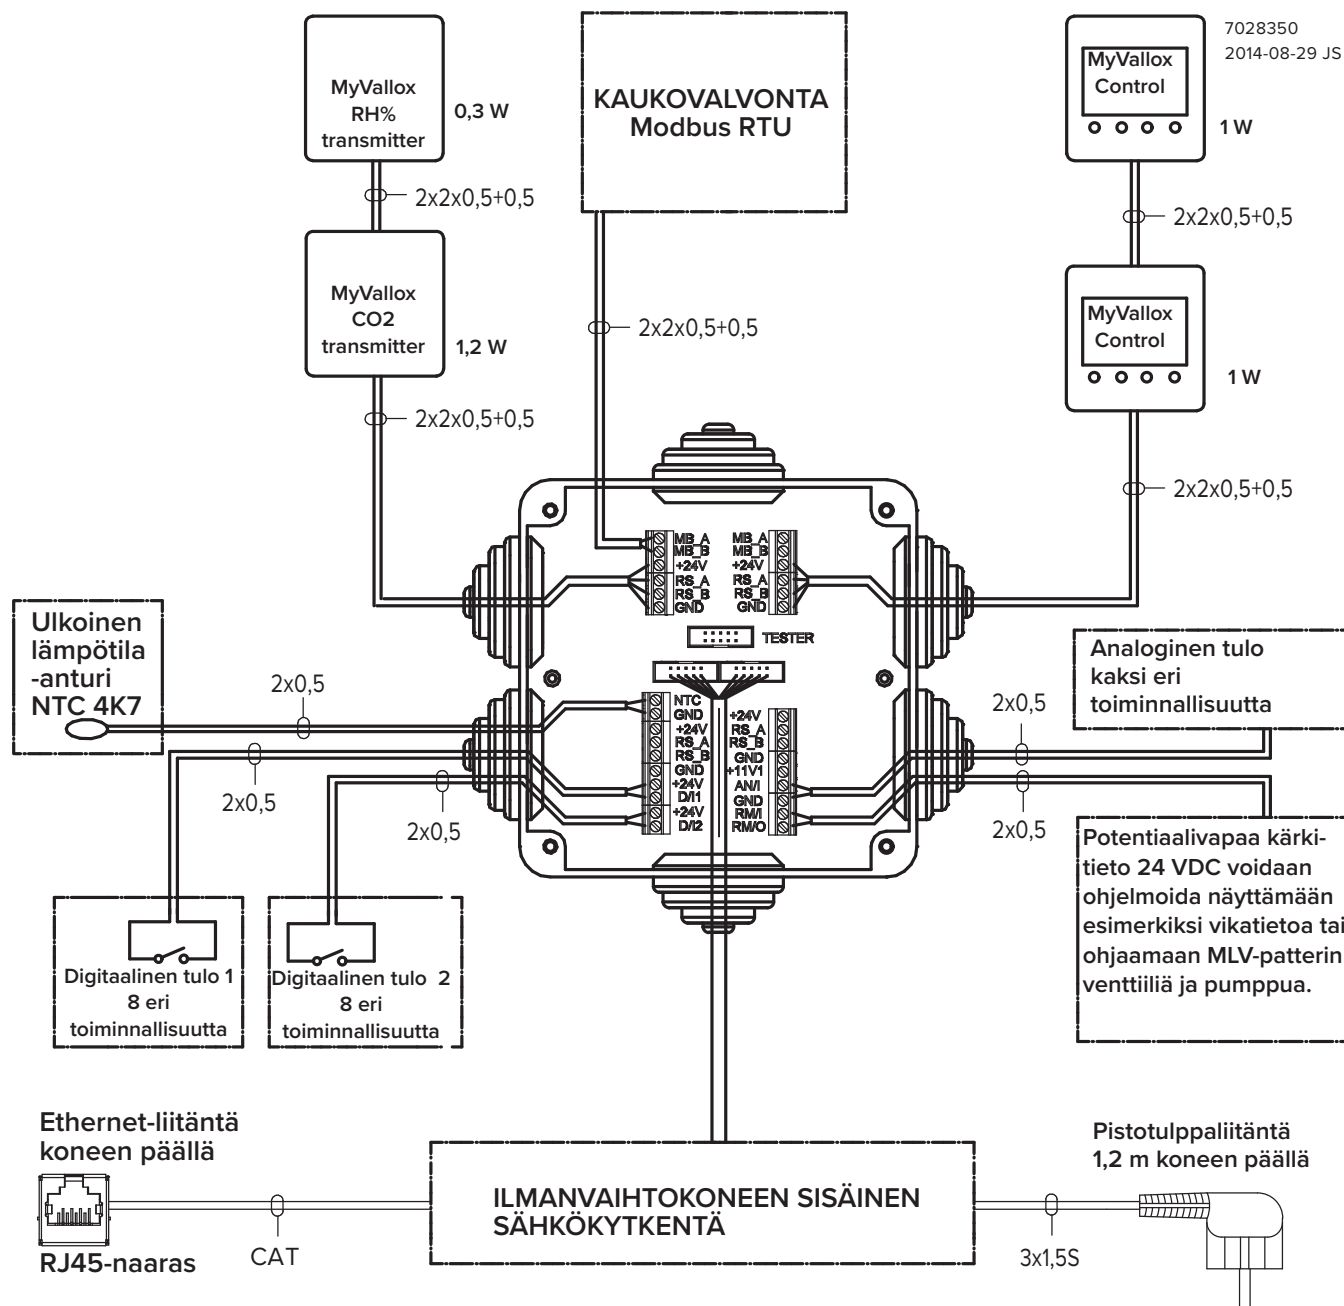 MyVallox
RH%
transmitter
0,3 W
KAUKOVALVONTA
Modbus RTU
MyVallox
Control
7028350
2014-08-29 JS
1 W
2x2x0,5+0,5
2x2x0,5+0,5
MyVallox
CO2
transmitter
1,2 W
2x2x0,5+0,5
MyVallox
Control
1 W
2x2x0,5+0,5
2x2x0,5+0,5
MB_A
MB_B
+24V
RS_A
RS_B
GND
MB_A
MB_B
+24V
RS_A
RS_B
GND
TESTER
Ulkoinen
lämpötila
-anturi
NTC 4K7
2x0,5
2x0,5
2x0,5
NTC
GND
+24V
RS_A
RS_B
GND
+24V
D/I1
+24V
D/I2
+24V
RS_A
RS_B
GND
+11V1
AN/I
GND
RM/I
RM/O
2x0,5
2x0,5
Analoginen tulo
kaksi eri
toiminnallisuutta
Potentiaalivapaa kärki-
tieto 24 VDC voidaan
ohjelmoida näyttämään
esimerkiksi vikatietoa tai
ohjaamaan MLV-patterin
venttiiliä ja pumppua.
Digitaalinen tulo 1
8 eri
toiminnallisuutta
Digitaalinen tulo 2
8 eri
toiminnallisuutta
Ethernet-liitäntä
koneen päällä
RJ45-naaras
CAT
ILMANVAIHTOKONEEN SISÄINEN
SÄHKÖKYTKENTÄ
3x1,5S
Pistotulppaliitäntä
1,2 m koneen päällä